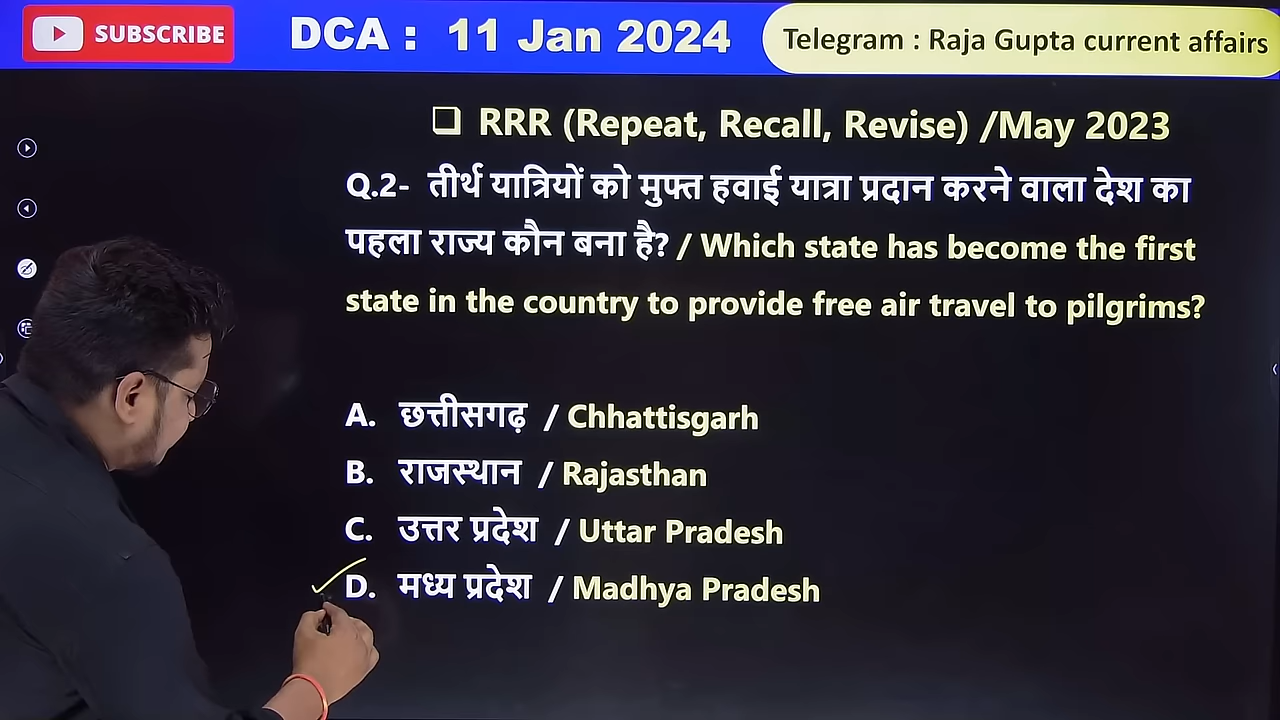 SUBSCRIBE
DCA : 11 Jan 2024
Telegram : Raja Gupta current affairs
❑ RRR (Repeat, Recall, Revise) /May 2023
Q.2- तीर्थ यात्रियों को मुफ्त हवाई यात्रा प्रदान करने वाला देश का
पहला राज्य कौन बना है? / Which state has become the first
state in the country to provide free air travel to pilgrims?
A. छत्तीसगढ़ / Chhattisgarh
B. राजस्थान / Rajasthan
C. उत्तर प्रदेश / Uttar Pradesh
D. मध्य प्रदेश / Madhya Pradesh